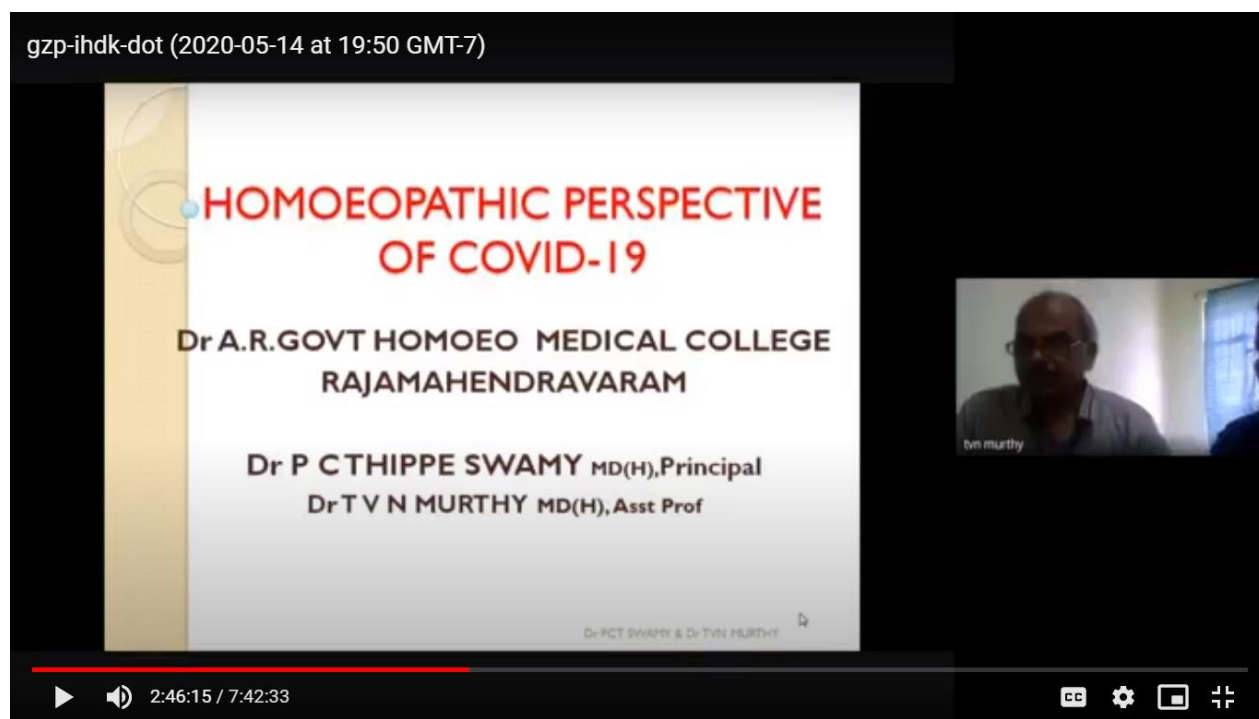 gzp-ihdk-dot (2020-05-14 at 19:50 GMT-7)
HOMOEOPATHIC PERSPECTIVE
OF COVID-19
Dr A.R.GOVT HOMOEO MEDICAL COLLEGE
RAJAMAHENDRAVARAM
Dr P C THIPPE SWAMY MD(H),Principal
Dr T V N MURTHY MD(H), Asst Prof
Dr PCT SWAMY & Dr TVN MURTHY
tvn murthy
2:46:15 / 7:42:33
CC